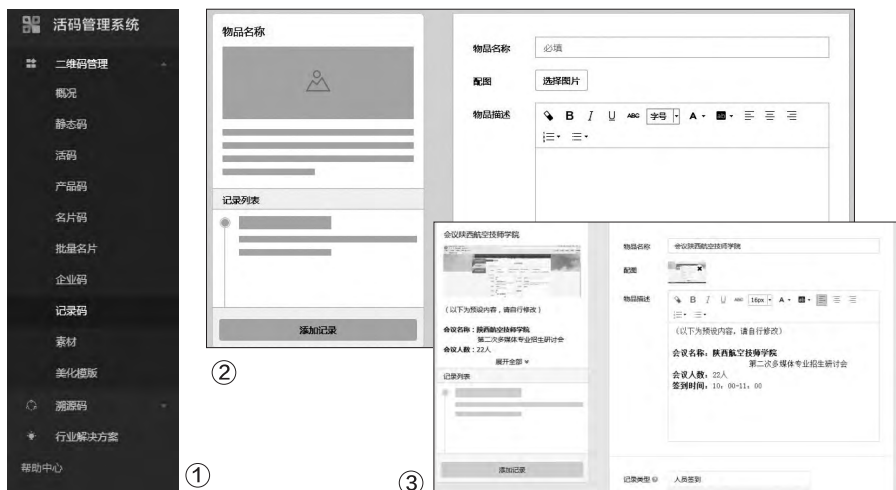 活码管理系统
二维码管理
概况
静态码
活码
产品码
名片码
批量名片
企业码
记录码
素材
美化模版
溯源码
行业解决方案
帮助中心
①
物品名称
记录列表
添加记录
物品名称
必填
配图
选择图片
物品描述
B I U ABC 字号 A ab
②
会议陕西航空技师学院
(以下为预设内容,请自行修改)
会议名称:陕西航空技师学院
第二次多媒体专业招生研讨会
会议人数:22人
展开全部
记录列表
添加记录
物品名称
会议陕西航空技师学院
配图
物品描述
B I U ABC 16px A ab
(以下为预设内容,请自行修改)
会议名称:陕西航空技师学院
第二次多媒体专业招生研讨会
会议人数:22人
签到时间:10:00-11:00
记录类型
人员签到
③